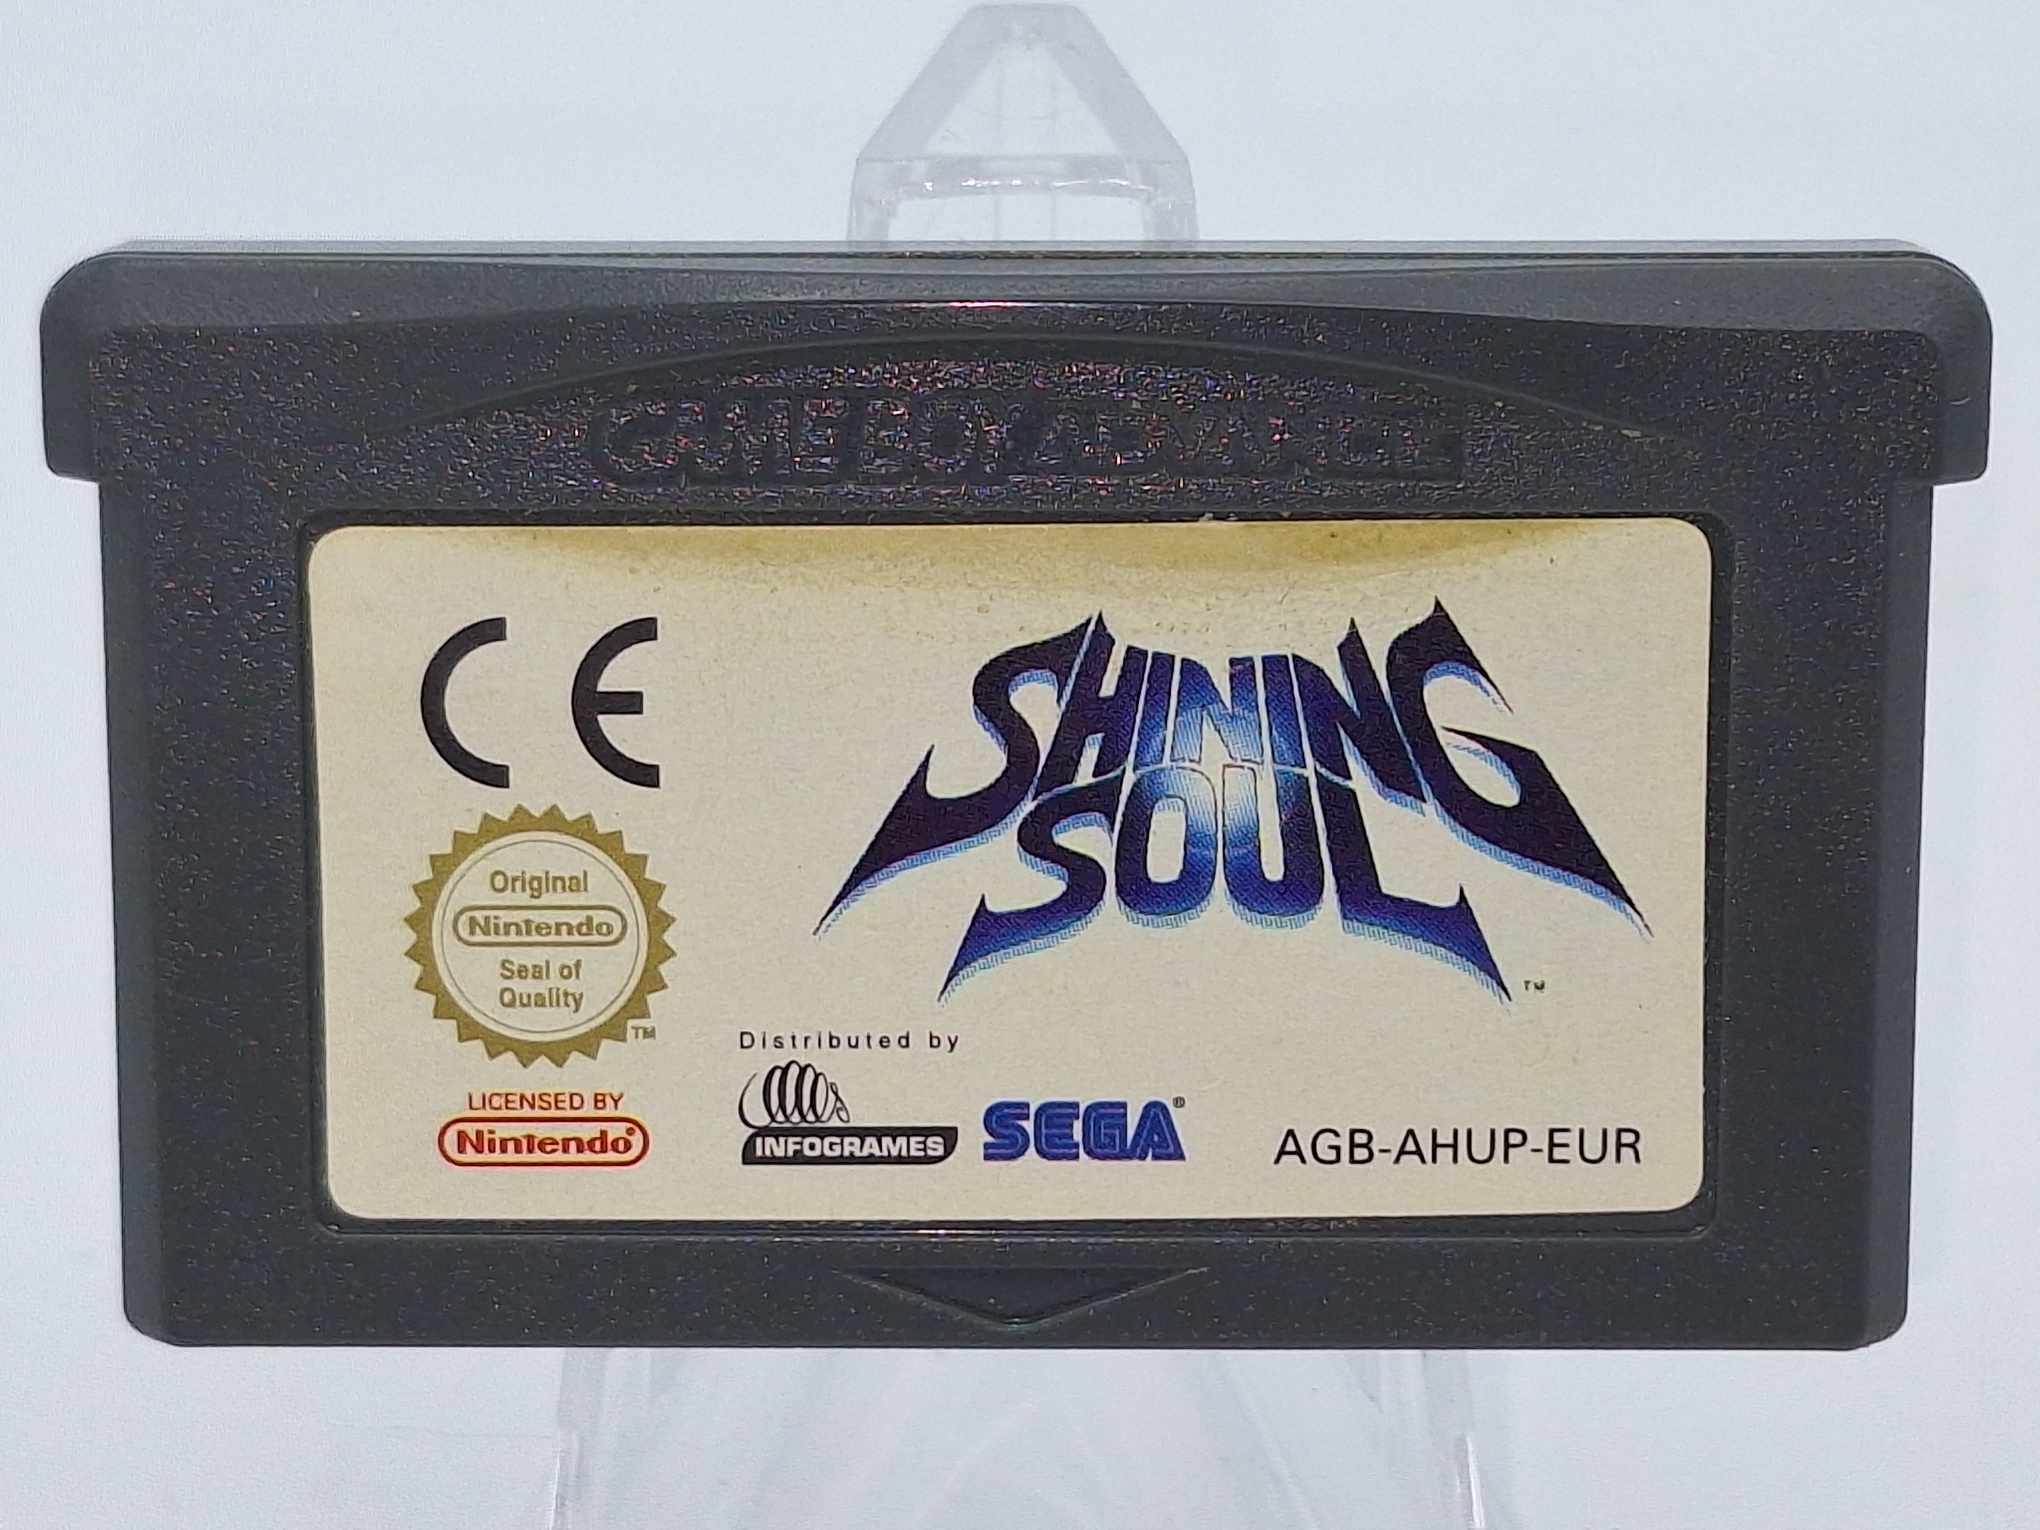 GAME BOY ADVANCE
CE
SHINING
SOUL
TM
Original
Nintendo
Seal of
Quality
TM
LICENSED BY
Nintendo®
Distributed by
INFOGRAMES
SEGA®
AGB-AHUP-EUR